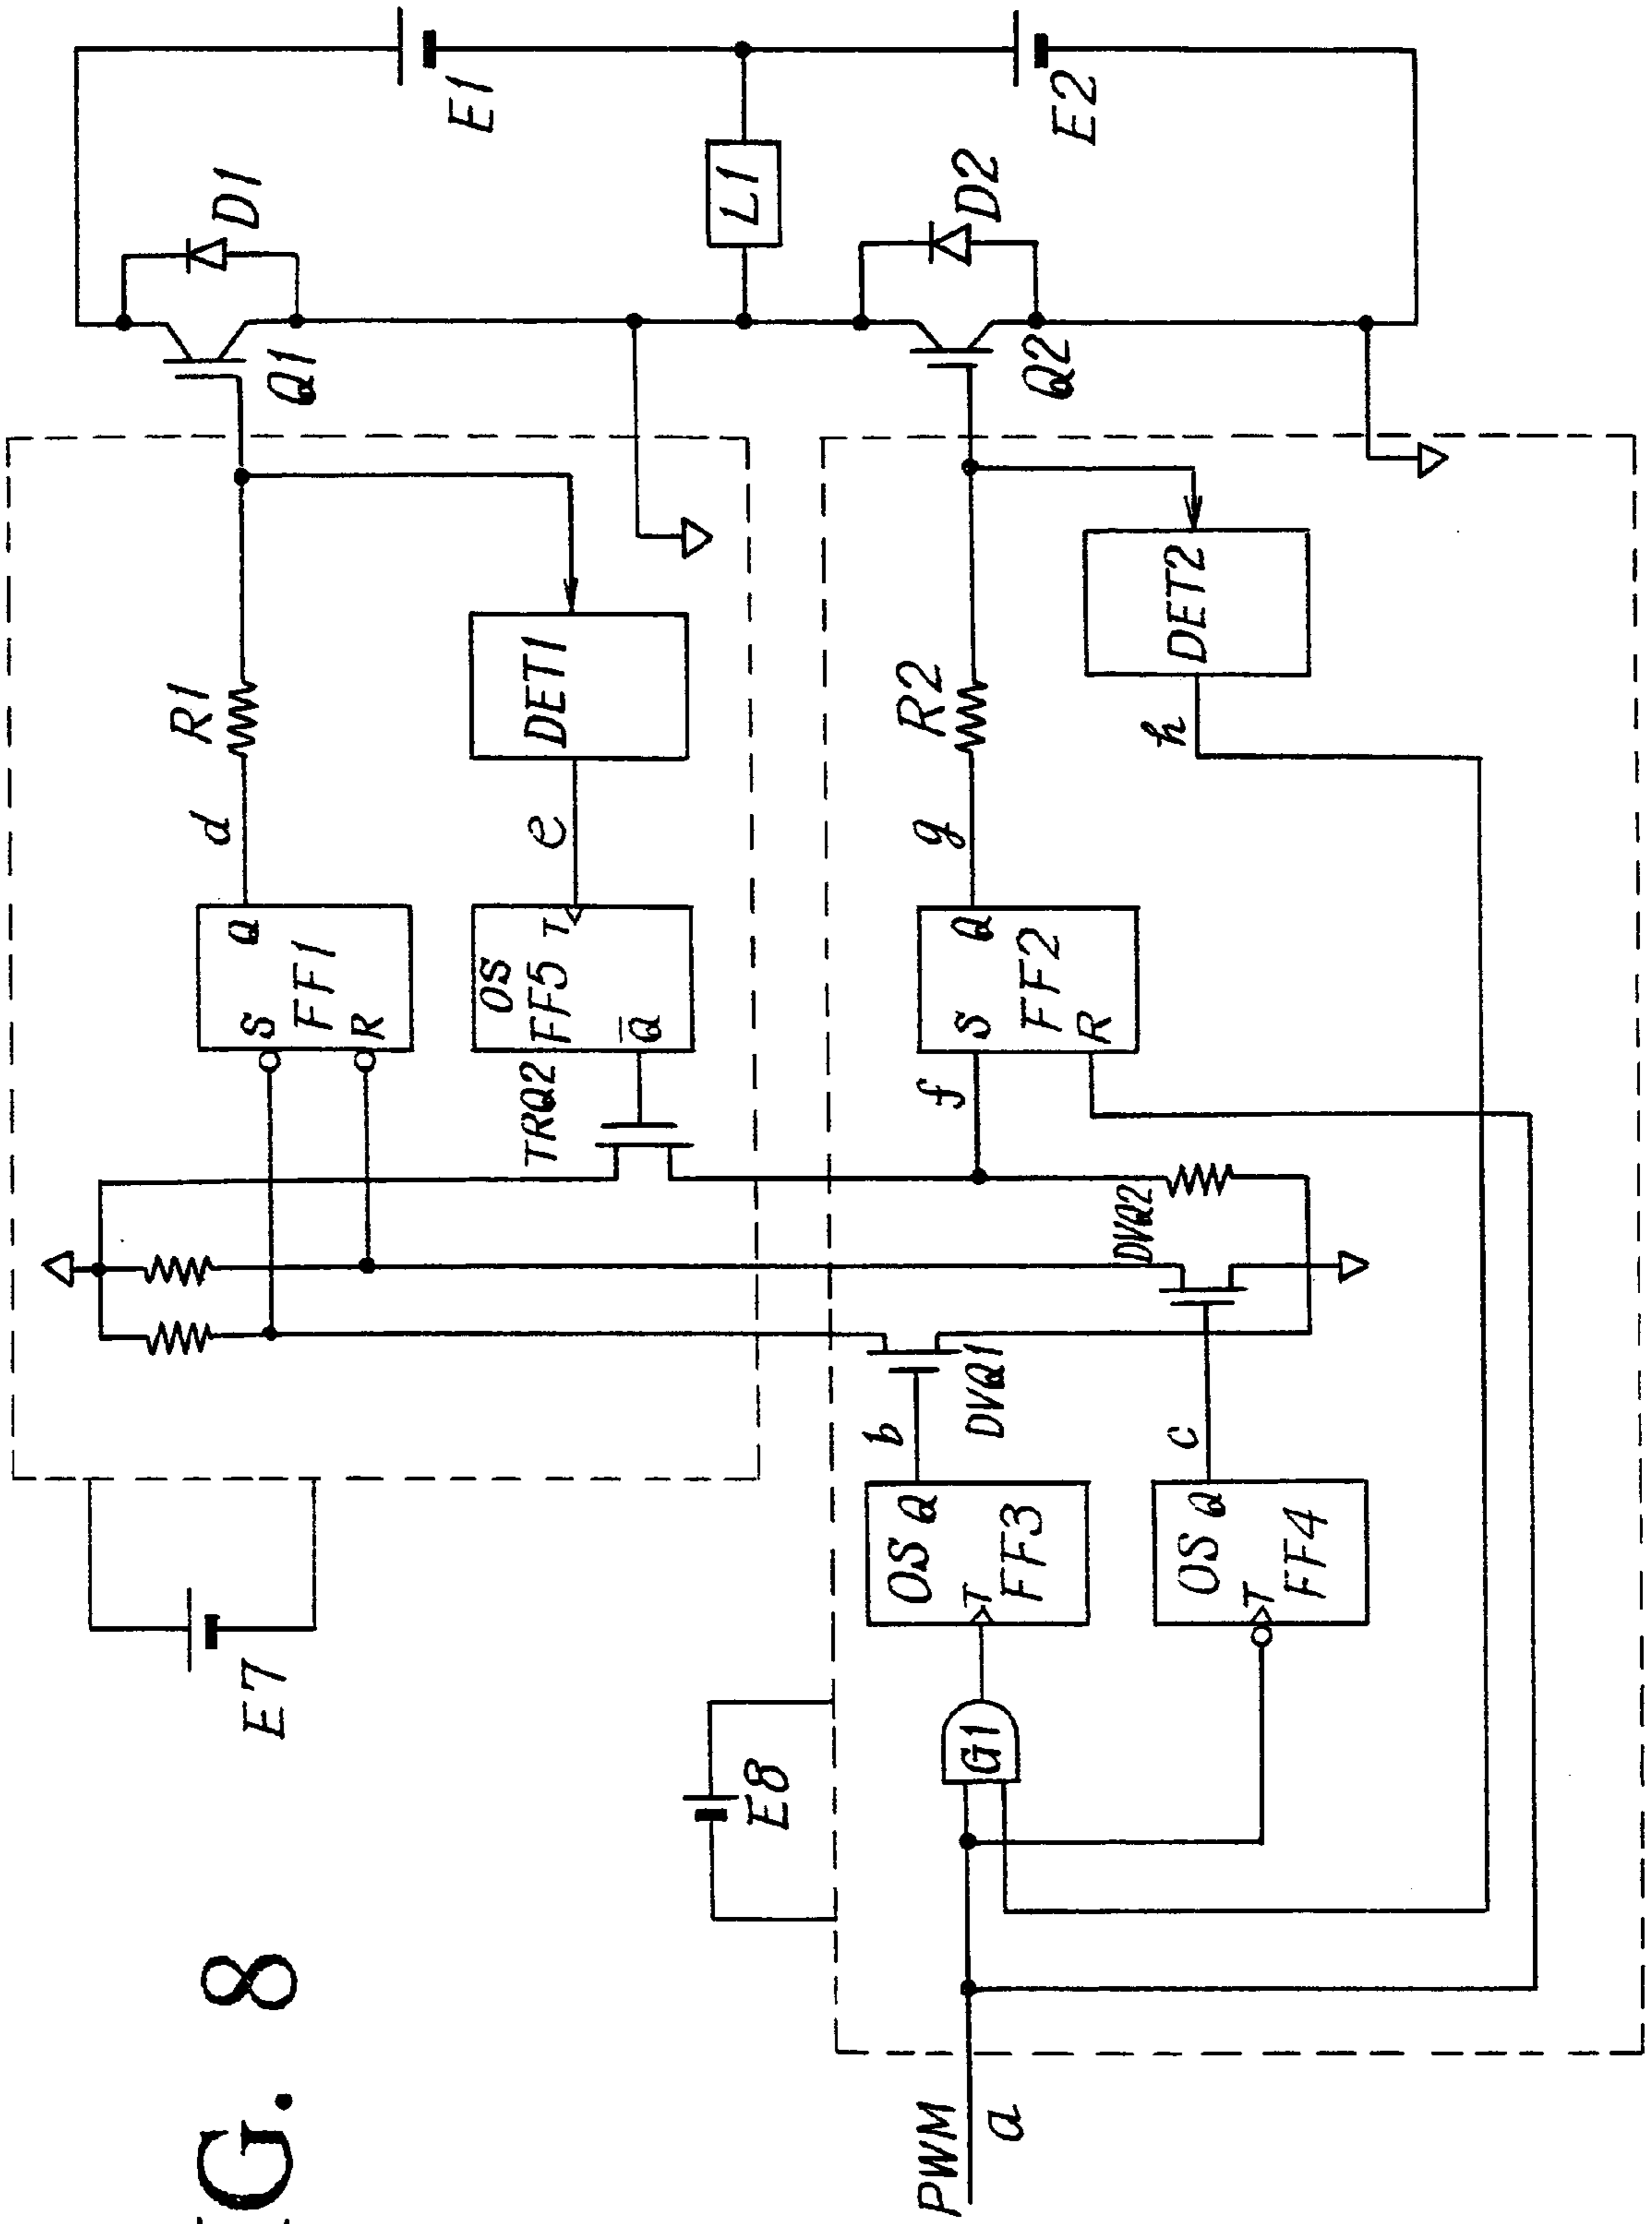 G. 8
E7
S
Q
FF1
R
d
R1
Q1
D1
E1
TRQ2
OS
FF5
T
Q̅
e
DET1
L1
E8
PWM
a
G1
OS
Q
T
FF3
b
DVQ1
f
S
Q
FF2
R
g
R2
Q2
D2
E2
OS
Q
T
FF4
c
DVQ2
h
DET2